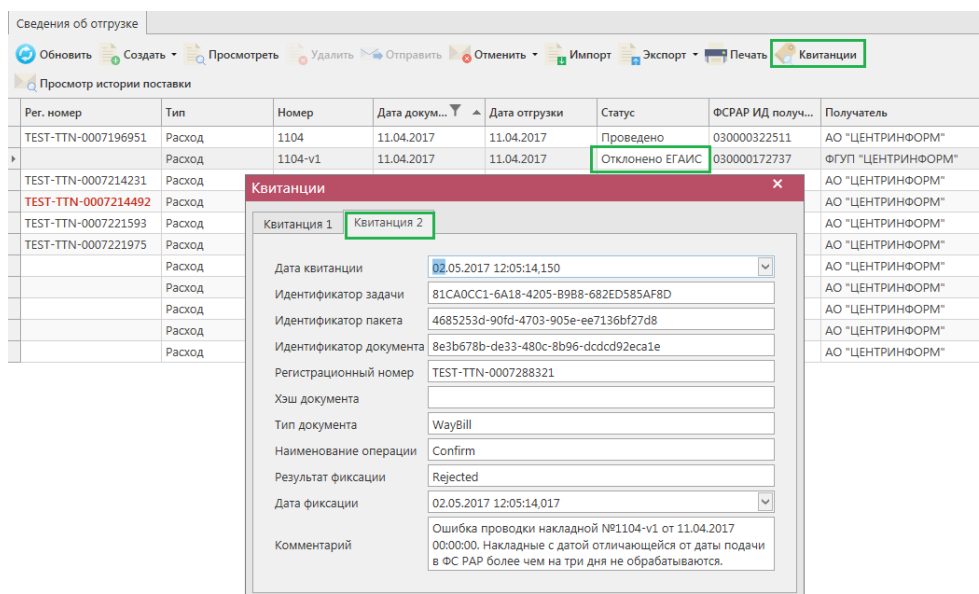 Сведения об отгрузке
Обновить Создать Просмотреть Удалить Отправить Отменить Импорт Экспорт Печать Квитанции
Просмотр истории поставки
Рег. номер Тип Номер Дата докум... Дата отгрузки Статус ФСРАР ИД получ... Получатель
TEST-TTN-0007196951 Расход 1104 11.04.2017 11.04.2017 Проведено 030000322511 АО "ЦЕНТРИНФОРМ"
Расход 1104-v1 11.04.2017 11.04.2017 Отклонено ЕГАИС 030000172737 ФГУП "ЦЕНТРИНФОРМ"
TEST-TTN-0007214231 Расход АО "ЦЕНТРИНФОРМ"
TEST-TTN-0007214492 Расход АО "ЦЕНТРИНФОРМ"
TEST-TTN-0007221593 Расход АО "ЦЕНТРИНФОРМ"
TEST-TTN-0007221975 Расход АО "ЦЕНТРИНФОРМ"
Расход АО "ЦЕНТРИНФОРМ"
Расход АО "ЦЕНТРИНФОРМ"
Расход АО "ЦЕНТРИНФОРМ"
Расход АО "ЦЕНТРИНФОРМ"
Расход АО "ЦЕНТРИНФОРМ"
Квитанции
Квитанция 1 Квитанция 2
Дата квитанции 02.05.2017 12:05:14,150
Идентификатор задачи 81CA0CC1-6A18-4205-B9B8-682ED585AF8D
Идентификатор пакета 4685253d-90fd-4703-905e-ee7136bf27d8
Идентификатор документа 8e3b678b-de33-480c-8b96-dcdcd92eca1e
Регистрационный номер TEST-TTN-0007288321
Хэш документа
Тип документа WayBill
Наименование операции Confirm
Результат фиксации Rejected
Дата фиксации 02.05.2017 12:05:14,017
Комментарий
Ошибка проводки накладной №1104-v1 от 11.04.2017
00:00:00. Накладные с датой отличающейся от даты подачи
в ФС РАР более чем на три дня не обрабатываются.